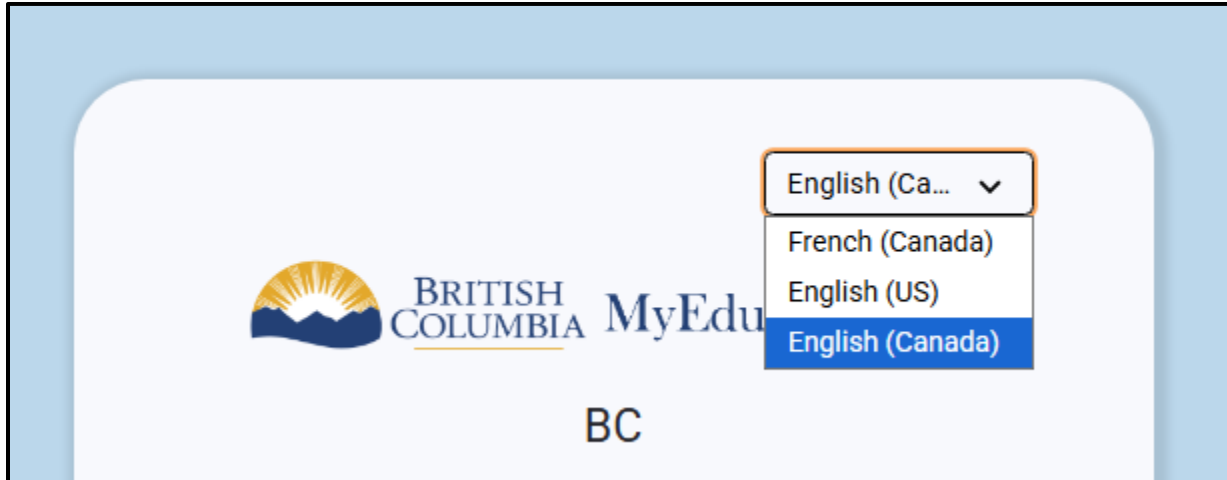 English (Ca...
French (Canada)
English (US)
English (Canada)
BRITISH
COLUMBIA
MyEdu
BC